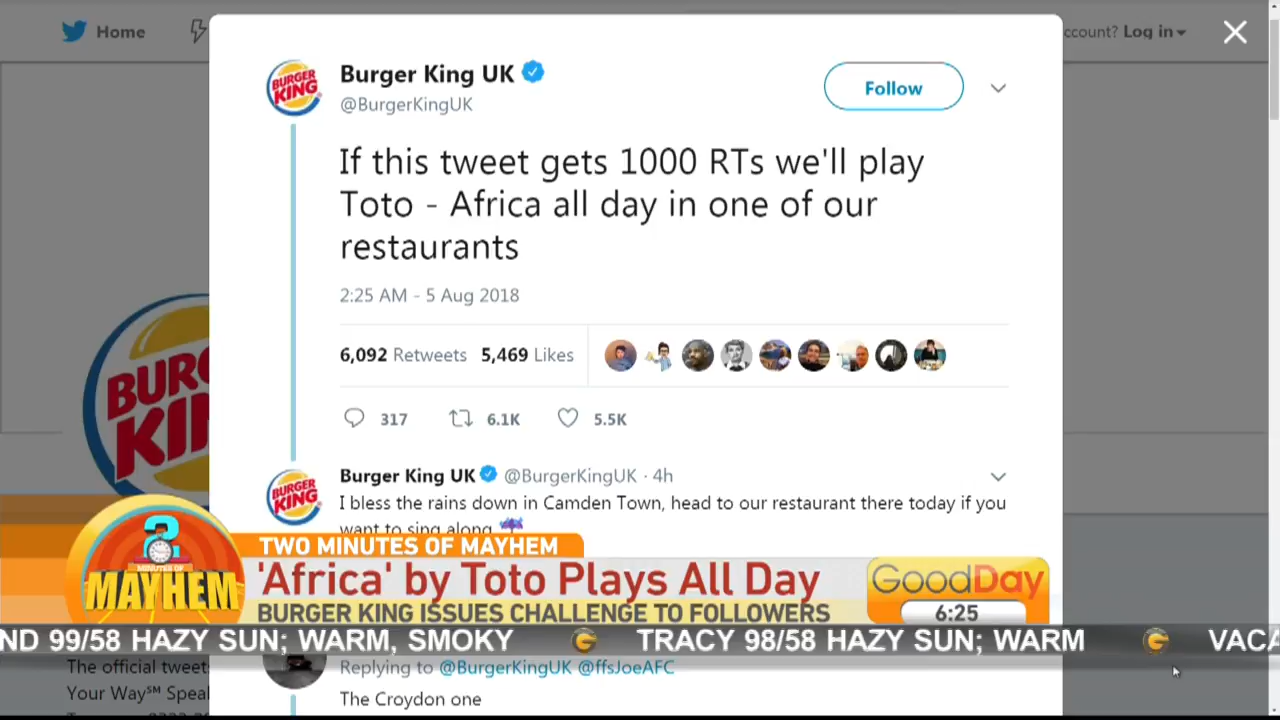 Home
ccount? Log in
Burger King UK
@BurgerKingUK
Follow
BURGER
KING
If this tweet gets 1000 RTs we'll play
Toto - Africa all day in one of our
restaurants
2:25 AM - 5 Aug 2018
6,092 Retweets 5,469 Likes
317 6.1K 5.5K
BURG
KIN
Burger King UK @BurgerKingUK · 4h
BURGER
KING
I bless the rains down in Camden Town, head to our restaurant there today if you
want to sing along
2
MINUTES OF
MAYHEM
TWO MINUTES OF MAYHEM
'Africa' by Toto Plays All Day
BURGER KING ISSUES CHALLENGE TO FOLLOWERS
GoodDay
6:25
ND 99/58 HAZY SUN; WARM, SMOKY G TRACY 98/58 HAZY SUN; WARM G VACA
The official tweet
Your Way℠ Speal
Replying to @BurgerKingUK @ffsJoeAFC
The Croydon one